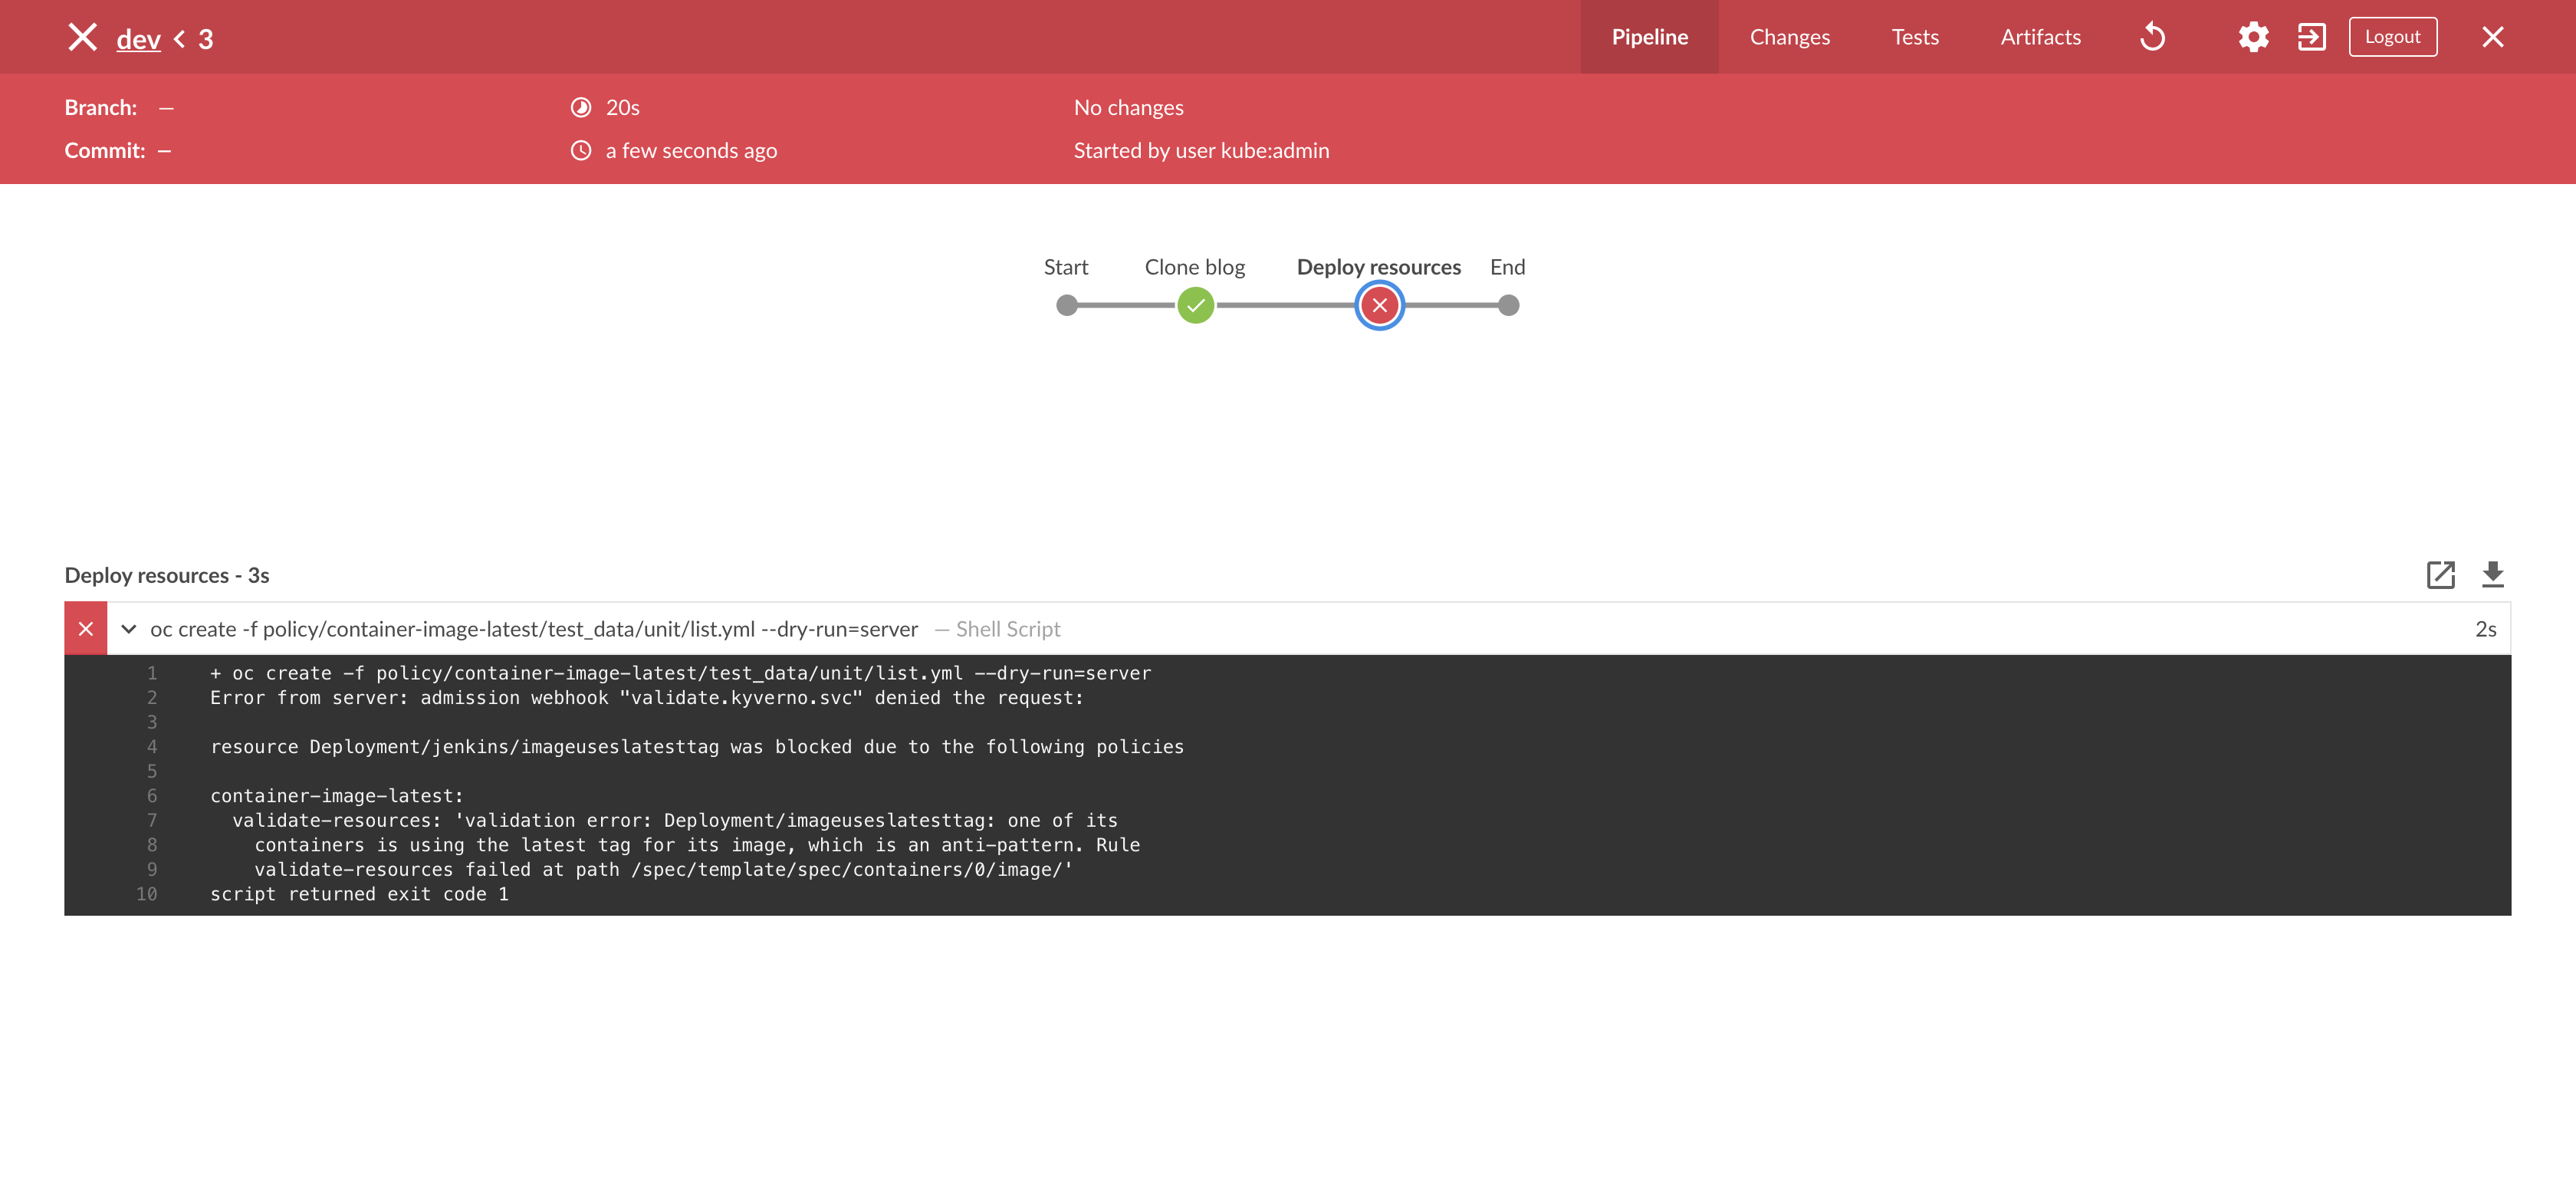 dev < 3
Pipeline
Changes
Tests
Artifacts
Logout
Branch: —
20s
No changes
Commit: —
a few seconds ago
Started by user kube:admin
Start
Clone blog
Deploy resources
End
Deploy resources - 3s
oc create -f policy/container-image-latest/test_data/unit/list.yml --dry-run=server — Shell Script
2s
1 + oc create -f policy/container-image-latest/test_data/unit/list.yml --dry-run=server
2 Error from server: admission webhook "validate.kyverno.svc" denied the request:
3
4 resource Deployment/jenkins/imageuseslatesttag was blocked due to the following policies
5
6 container-image-latest:
7 validate-resources: 'validation error: Deployment/imageuseslatesttag: one of its
8 containers is using the latest tag for its image, which is an anti-pattern. Rule
9 validate-resources failed at path /spec/template/spec/containers/0/image/'
10 script returned exit code 1